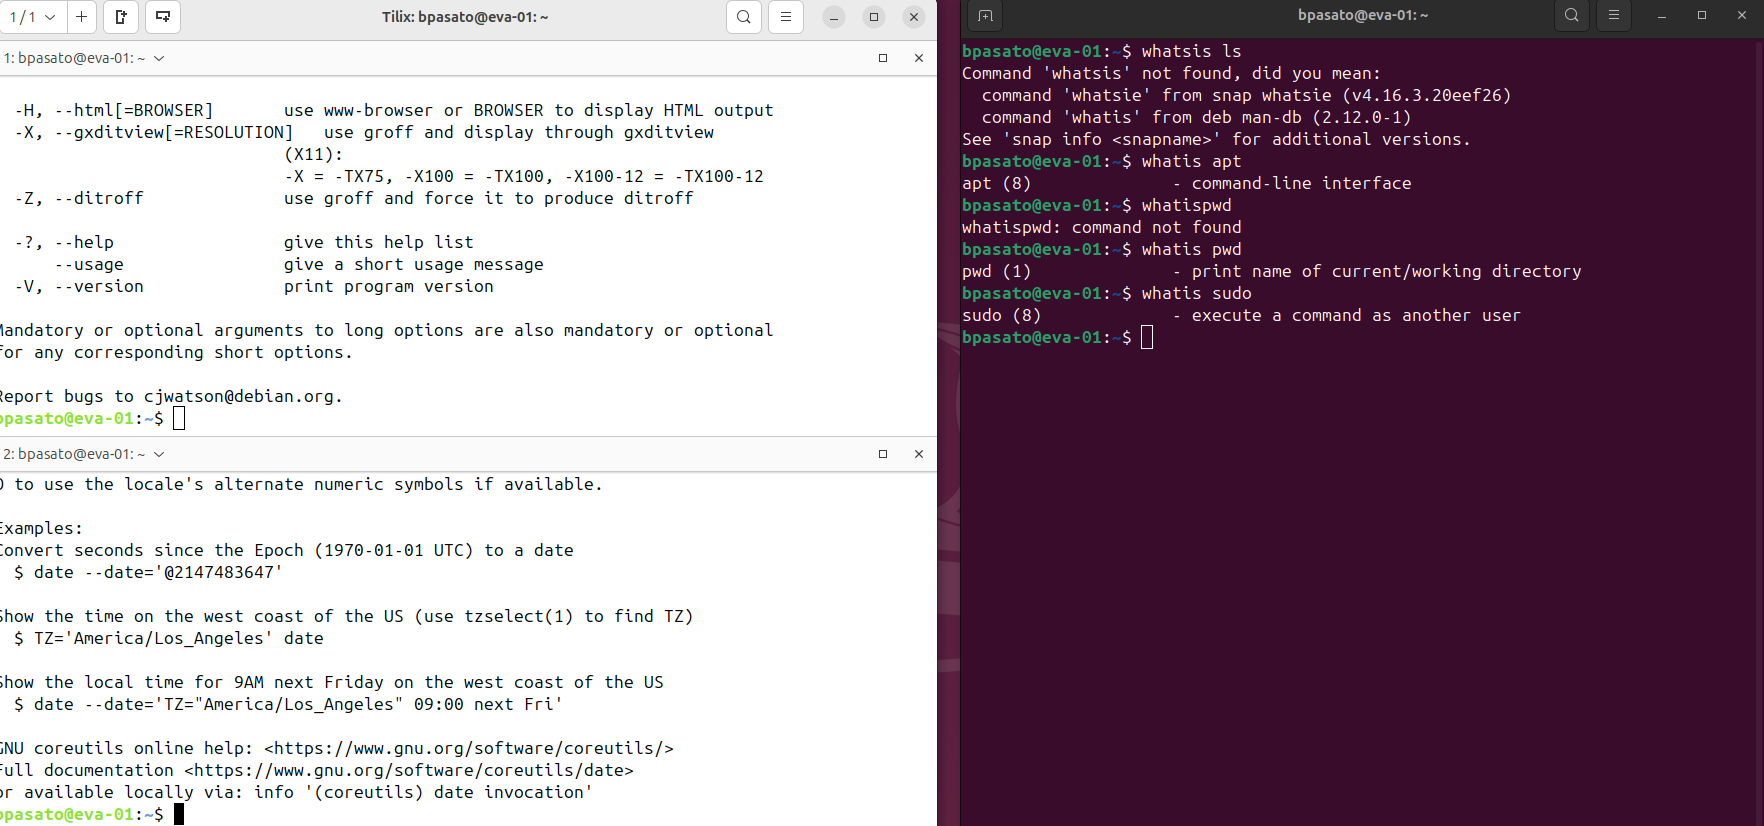 1 / 1
Tilix: bpasato@eva-01: ~
1: bpasato@eva-01: ~
-H, --html[=BROWSER]       use www-browser or BROWSER to display HTML output
-X, --gxditview[=RESOLUTION]   use groff and display through gxditview
(X11):
-X = -TX75, -X100 = -TX100, -X100-12 = -TX100-12
-Z, --ditroff              use groff and force it to produce ditroff
-?, --help                 give this help list
--usage                give a short usage message
-V, --version              print program version
Mandatory or optional arguments to long options are also mandatory or optional
for any corresponding short options.
Report bugs to cjwatson@debian.org.
bpasato@eva-01:~$
2: bpasato@eva-01: ~
O to use the locale's alternate numeric symbols if available.
Examples:
Convert seconds since the Epoch (1970-01-01 UTC) to a date
$ date --date='@2147483647'
Show the time on the west coast of the US (use tzselect(1) to find TZ)
$ TZ='America/Los_Angeles' date
Show the local time for 9AM next Friday on the west coast of the US
$ date --date='TZ="America/Los_Angeles" 09:00 next Fri'
GNU coreutils online help: <https://www.gnu.org/software/coreutils/>
Full documentation <https://www.gnu.org/software/coreutils/date>
or available locally via: info '(coreutils) date invocation'
bpasato@eva-01:~$
bpasato@eva-01: ~
bpasato@eva-01:~$ whatsis ls
Command 'whatsis' not found, did you mean:
command 'whatsie' from snap whatsie (v4.16.3.20eef26)
command 'whatis' from deb man-db (2.12.0-1)
See 'snap info <snapname>' for additional versions.
bpasato@eva-01:~$ whatis apt
apt (8)              - command-line interface
bpasato@eva-01:~$ whatispwd
whatispwd: command not found
bpasato@eva-01:~$ whatis pwd
pwd (1)              - print name of current/working directory
bpasato@eva-01:~$ whatis sudo
sudo (8)             - execute a command as another user
bpasato@eva-01:~$